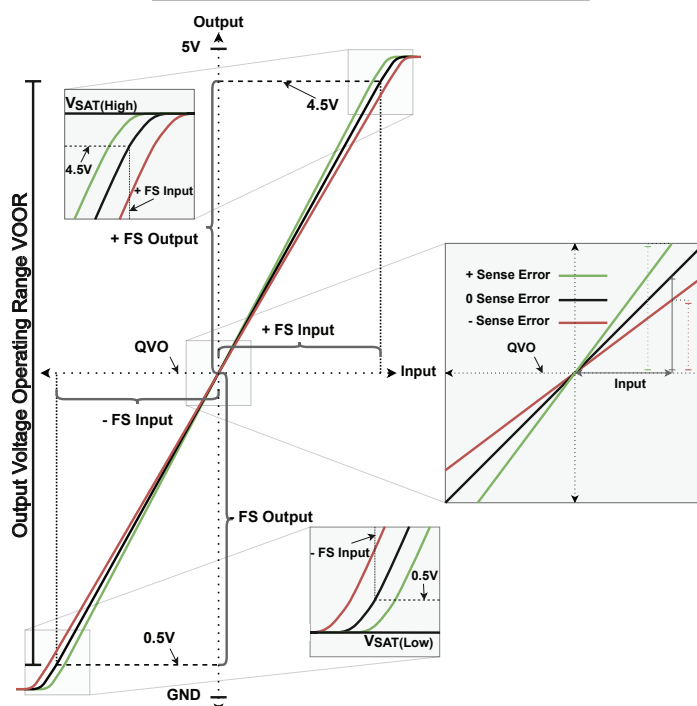 Output
5V
4.5V
VSAT(High)
4.5V
+ FS Input
+ FS Output
Output Voltage Operating Range VOOR
+ Sense Error
0 Sense Error
- Sense Error
QVO
Input
+ FS Input
QVO
Input
- FS Input
- FS Output
- FS Input
0.5V
VSAT(Low)
0.5V
GND